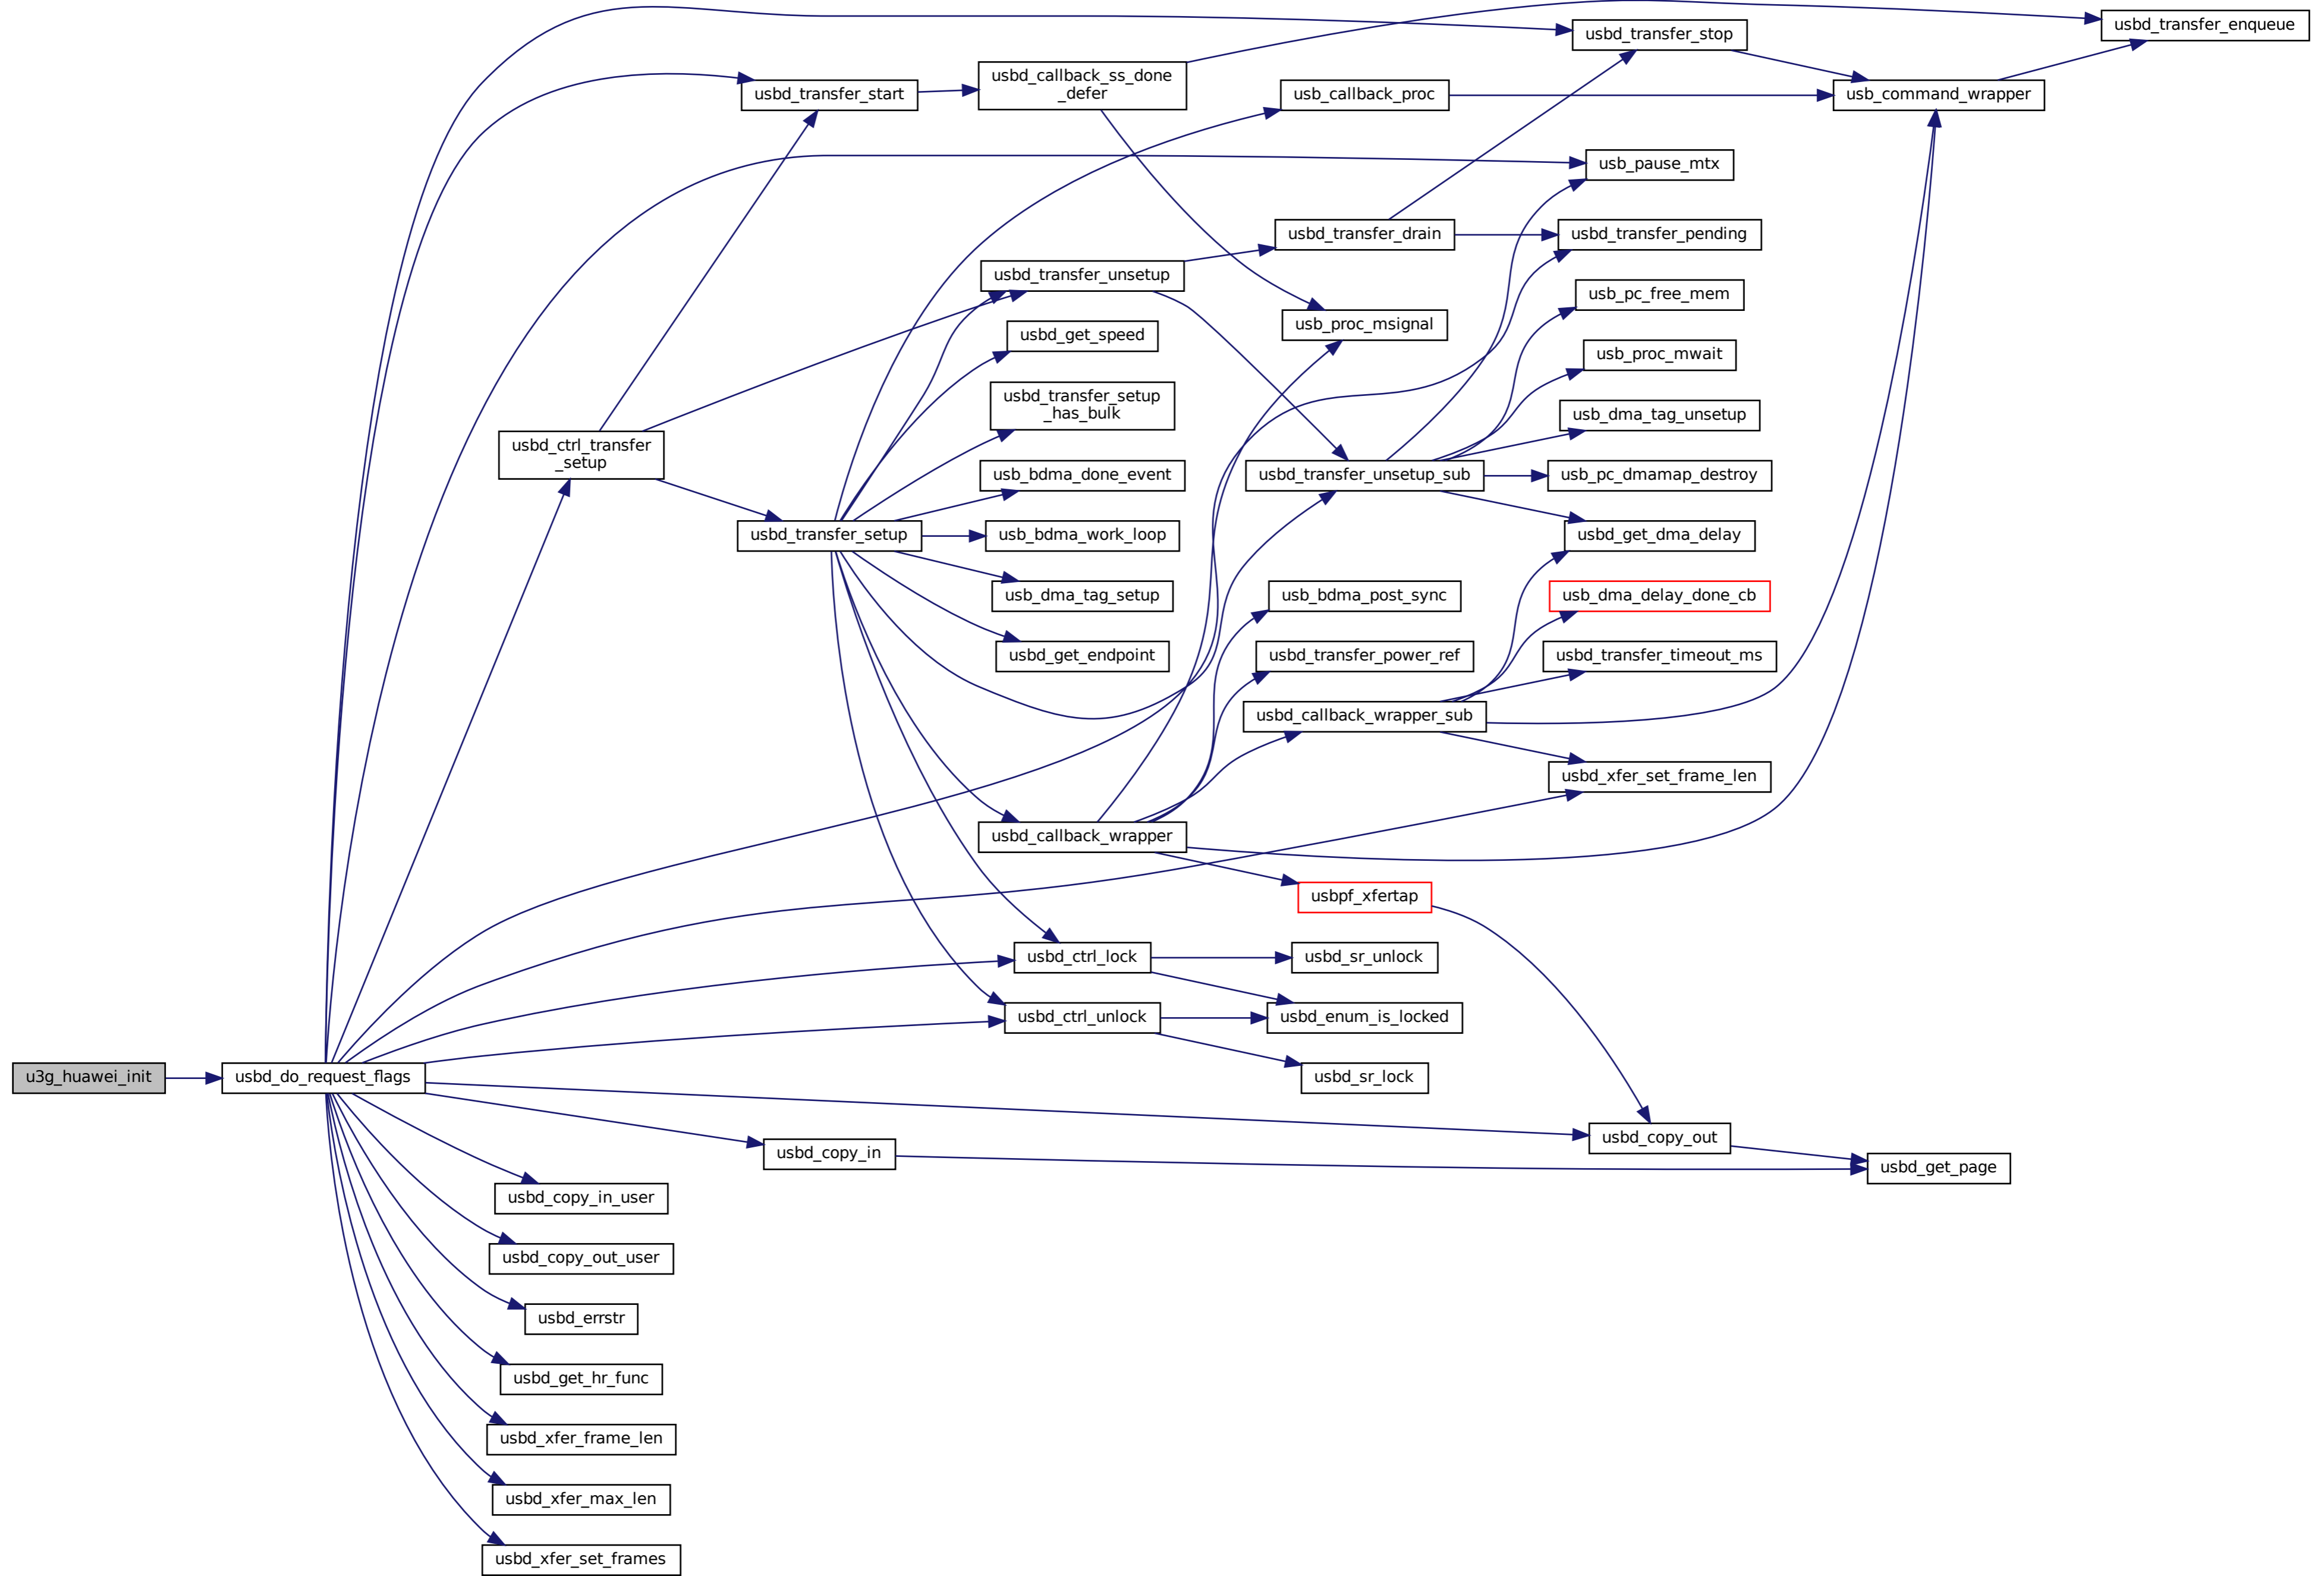 usbd_transfer_enqueue
usbd_transfer_stop
usbd_callback_ss_done
_defer
usbd_transfer_start
usb_callback_proc
usb_command_wrapper
usb_pause_mtx
usbd_transfer_drain
usbd_transfer_pending
usbd_transfer_unsetup
usb_pc_free_mem
usb_proc_msignal
usbd_get_speed
usb_proc_mwait
usbd_transfer_setup
_has_bulk
usb_dma_tag_unsetup
usbd_ctrl_transfer
_setup
usb_bdma_done_event
usbd_transfer_unsetup_sub
usb_pc_dmamap_destroy
usbd_transfer_setup
usb_bdma_work_loop
usbd_get_dma_delay
usb_dma_tag_setup
usb_bdma_post_sync
usb_dma_delay_done_cb
usbd_get_endpoint
usbd_transfer_power_ref
usbd_transfer_timeout_ms
usbd_callback_wrapper_sub
usbd_xfer_set_frame_len
usbd_callback_wrapper
usbpf_xfertap
usbd_ctrl_lock
usbd_sr_unlock
usbd_ctrl_unlock
usbd_enum_is_locked
u3g_huawei_init
usbd_do_request_flags
usbd_sr_lock
usbd_copy_out
usbd_copy_in
usbd_get_page
usbd_copy_in_user
usbd_copy_out_user
usbd_errstr
usbd_get_hr_func
usbd_xfer_frame_len
usbd_xfer_max_len
usbd_xfer_set_frames